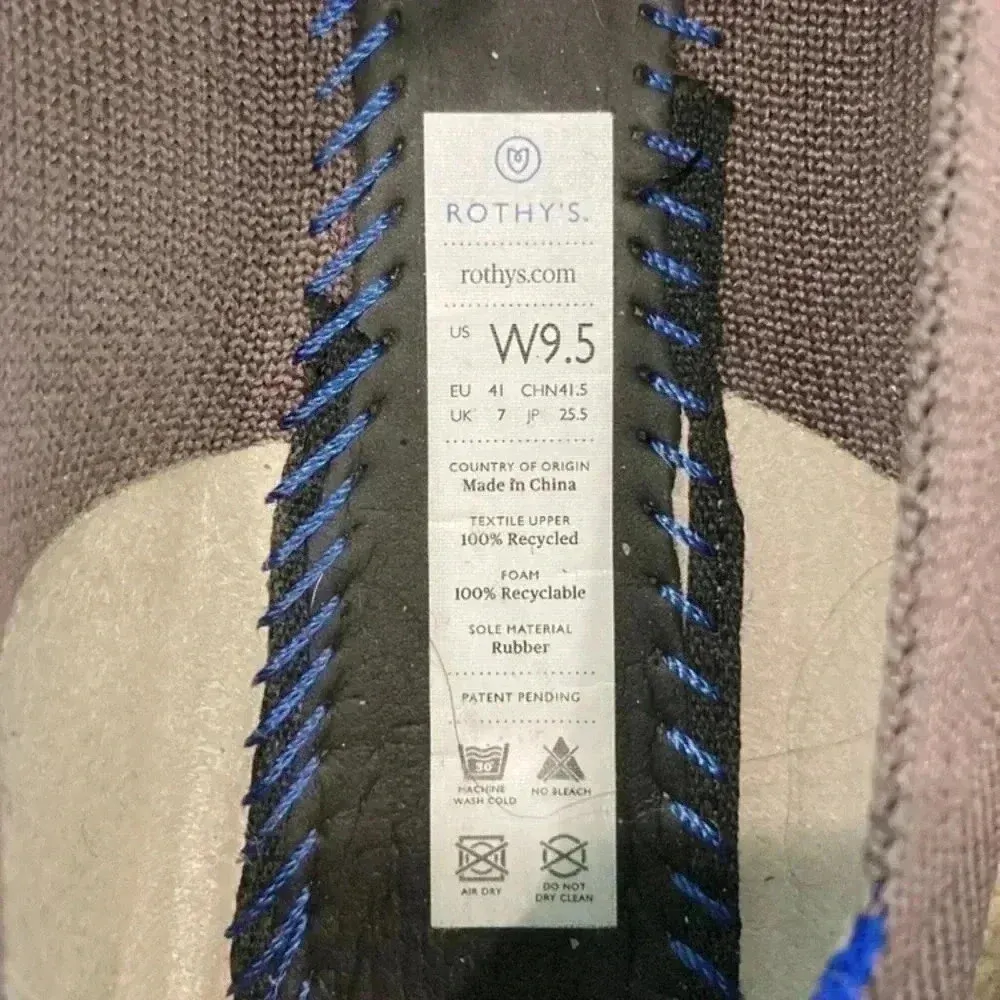 ROTHY'S.
rothys.com
US W9.5
EU 41 CHN41.5
UK 7 JP 25.5
COUNTRY OF ORIGIN
Made in China
TEXTILE UPPER
100% Recycled
FOAM
100% Recyclable
SOLE MATERIAL
Rubber
PATENT PENDING
30°
MACHINE WASH COLD
NO BLEACH
AIR DRY
DO NOT DRY CLEAN